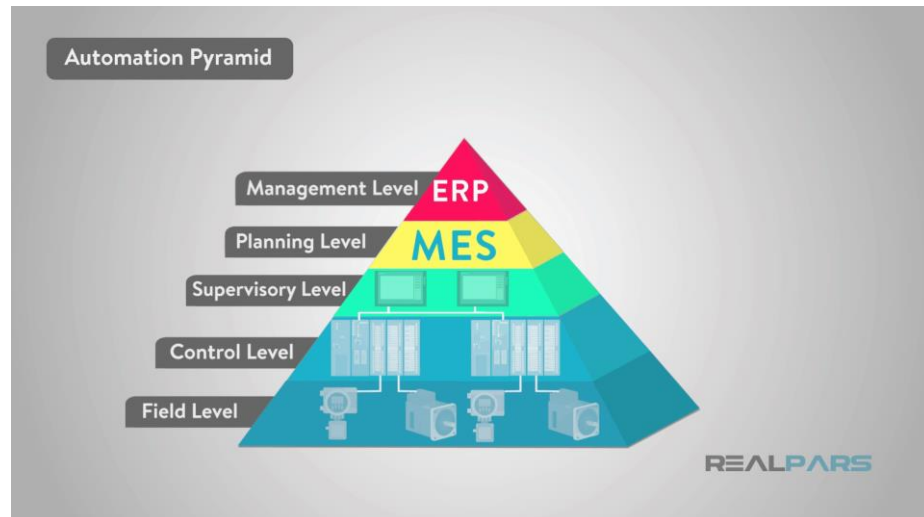 Automation Pyramid
Management Level
ERP
Planning Level
MES
Supervisory Level
Control Level
Field Level
REALPARS